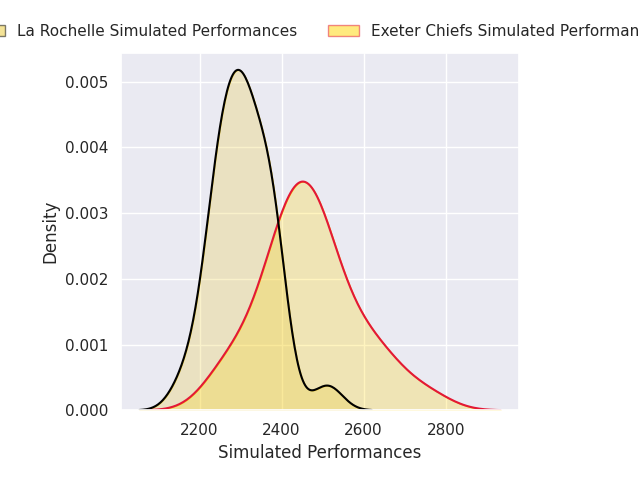 La Rochelle Simulated Performances
Exeter Chiefs Simulated Performan
0.005
0.004
0.003
0.002
0.001
0.000
Density
2200 2400 2600 2800
Simulated Performances